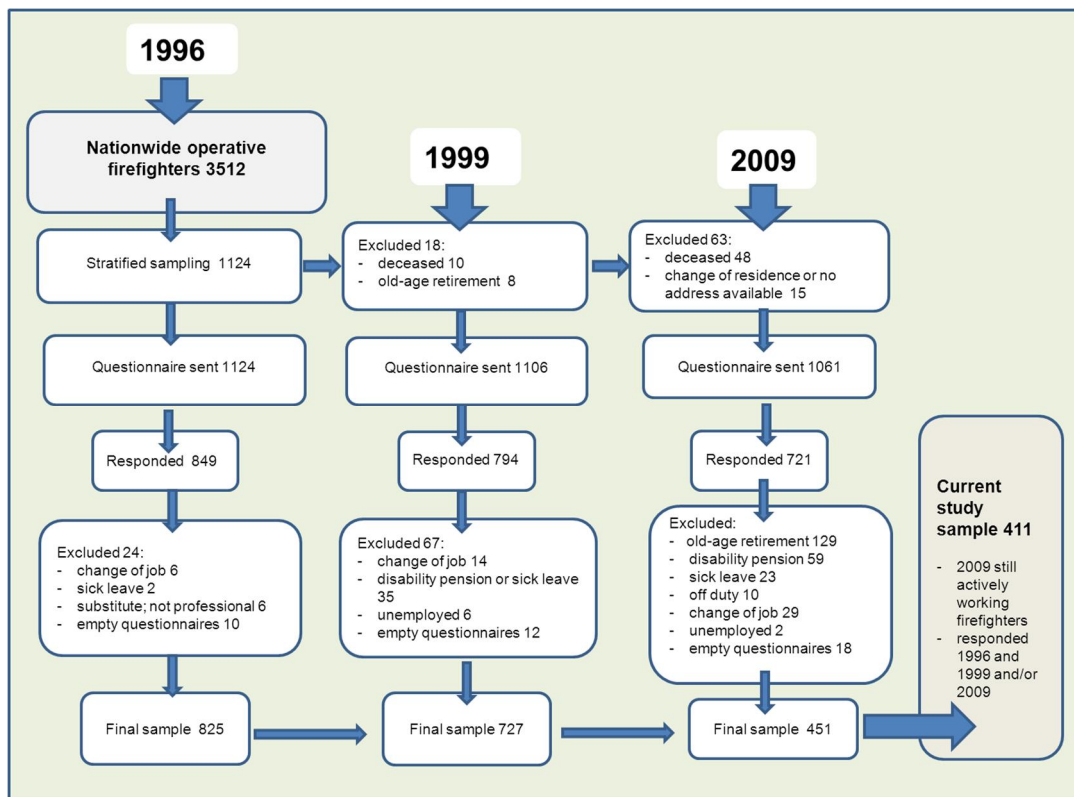 1996
Nationwide operative
firefighters 3512
Stratified sampling 1124
Questionnaire sent 1124
Responded 849
Excluded 24:
- change of job 6
- sick leave 2
- substitute; not professional 6
- empty questionnaires 10
Final sample 825
1999
Excluded 18:
- deceased 10
- old-age retirement 8
Questionnaire sent 1106
Responded 794
Excluded 67:
- change of job 14
- disability pension or sick leave
35
- unemployed 6
- empty questionnaires 12
Final sample 727
2009
Excluded 63:
- deceased 48
- change of residence or no
address available 15
Questionnaire sent 1061
Responded 721
Excluded:
- old-age retirement 129
- disability pension 59
- sick leave 23
- off duty 10
- change of job 29
- unemployed 2
- empty questionnaires 18
Final sample 451
Current
study
sample 411
- 2009 still
actively
working
firefighters
- responded
1996 and
1999 and/or
2009